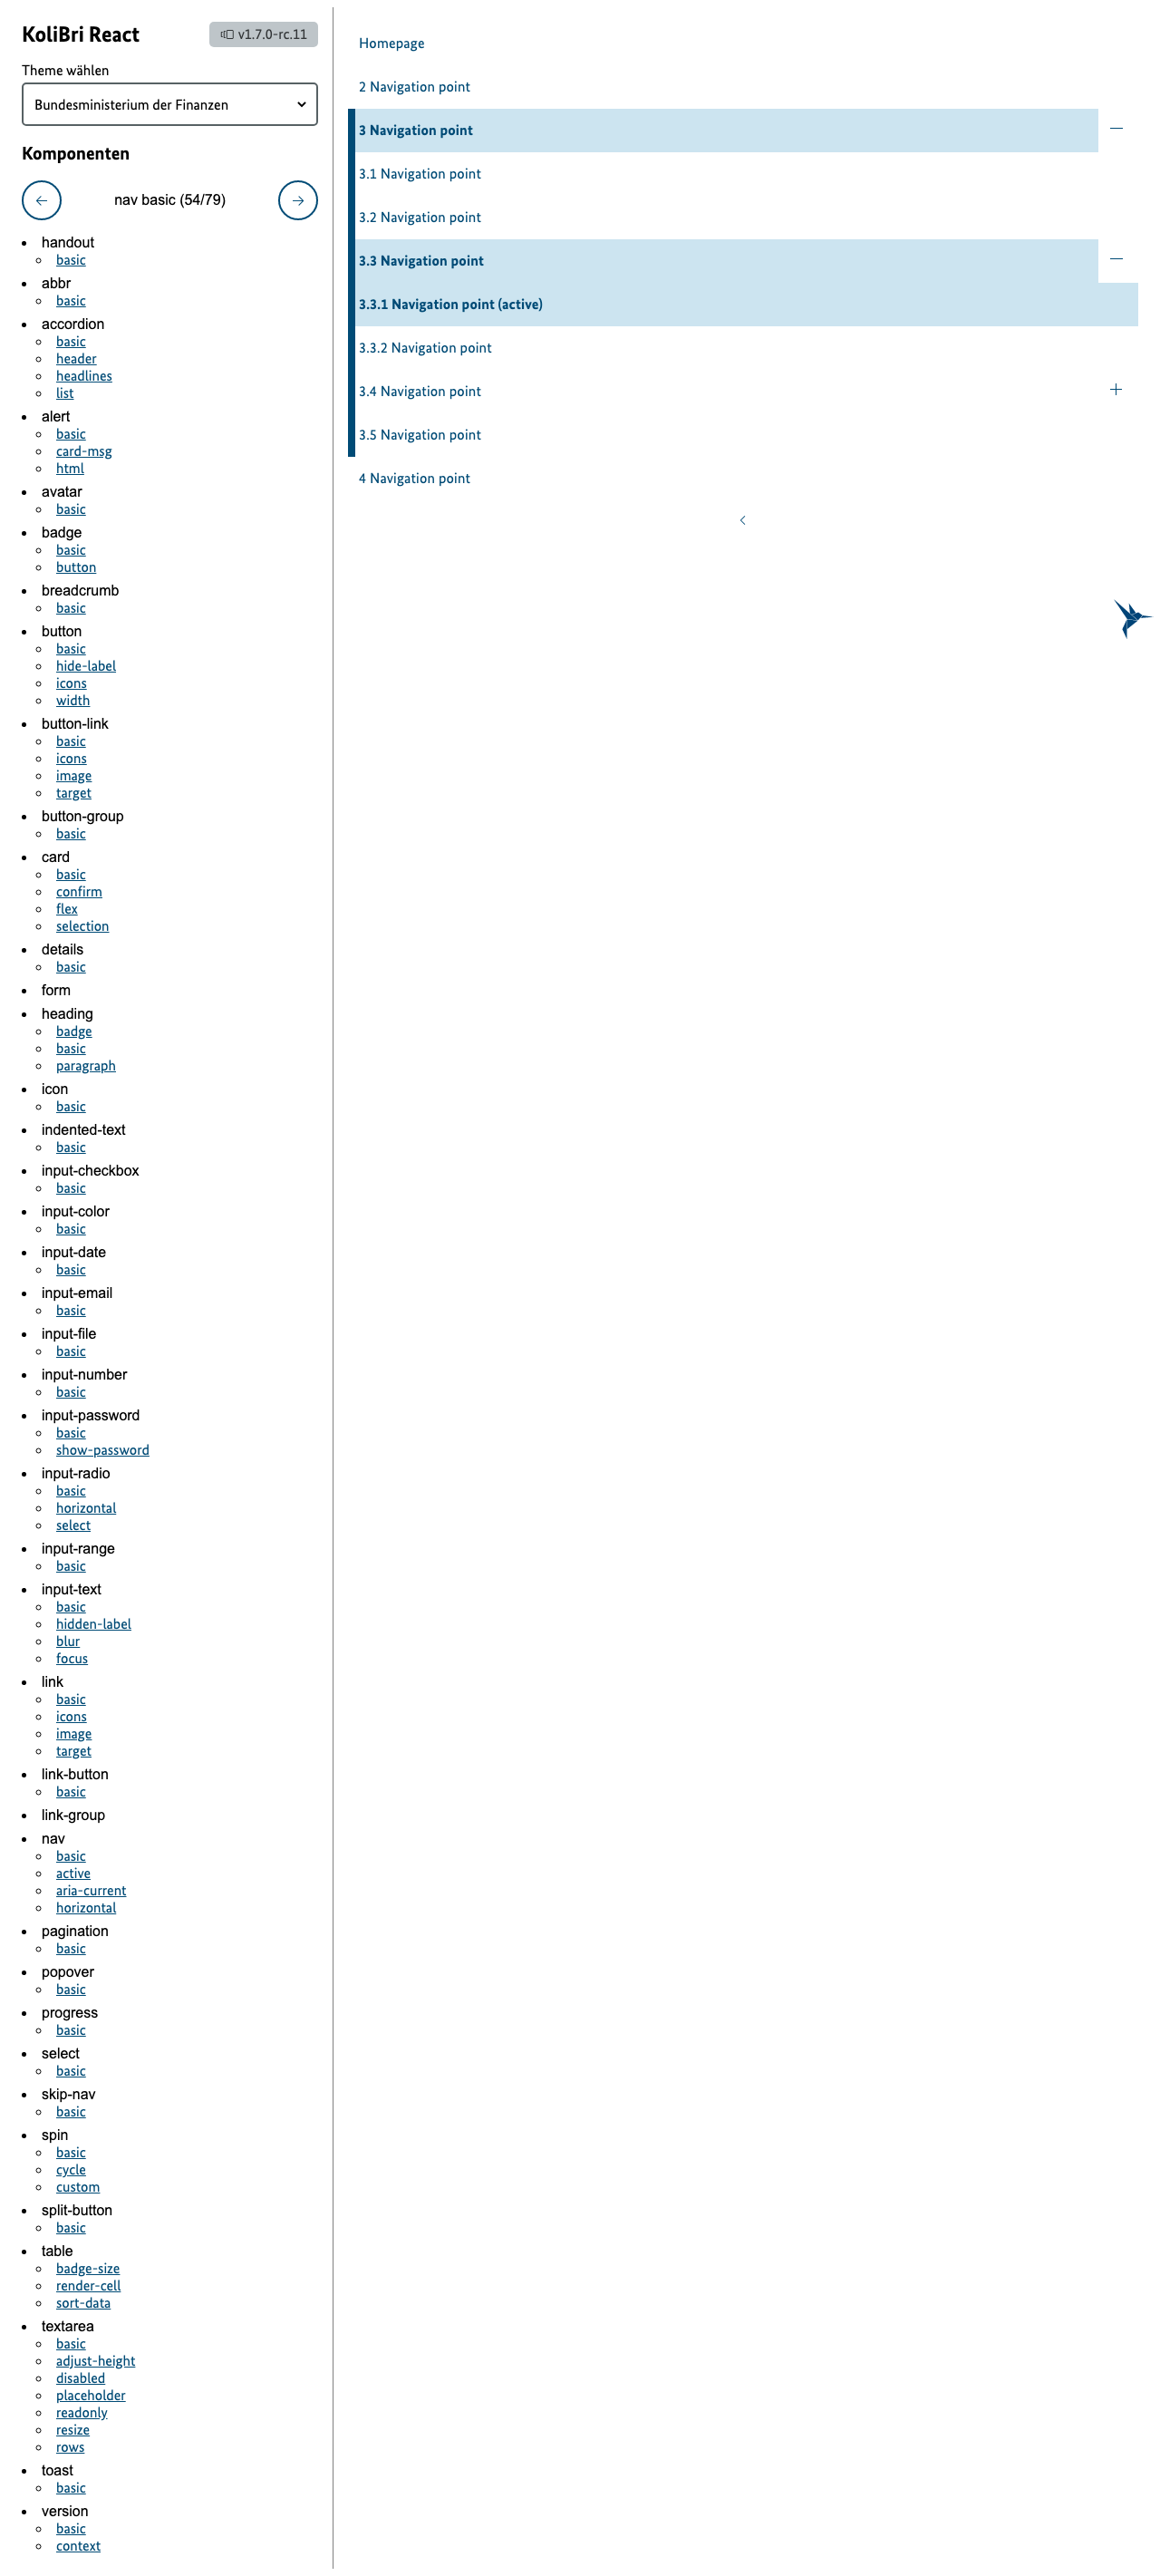 KoliBri React
v1.7.0-rc.11
Theme wählen
Bundesministerium der Finanzen
Komponenten
nav basic (54/79)
handout
basic
abbr
basic
accordion
basic
header
headlines
list
alert
basic
card-msg
html
avatar
basic
badge
basic
button
breadcrumb
basic
button
basic
hide-label
icons
width
button-link
basic
icons
image
target
button-group
basic
card
basic
confirm
flex
selection
details
basic
form
heading
badge
basic
paragraph
icon
basic
indented-text
basic
input-checkbox
basic
input-color
basic
input-date
basic
input-email
basic
input-file
basic
input-number
basic
input-password
basic
show-password
input-radio
basic
horizontal
select
input-range
basic
input-text
basic
hidden-label
blur
focus
link
basic
icons
image
target
link-button
basic
link-group
nav
basic
active
aria-current
horizontal
pagination
basic
popover
basic
progress
basic
select
basic
skip-nav
basic
spin
basic
cycle
custom
split-button
basic
table
badge-size
render-cell
sort-data
textarea
basic
adjust-height
disabled
placeholder
readonly
resize
rows
toast
basic
version
basic
context
Homepage
2 Navigation point
3 Navigation point
3.1 Navigation point
3.2 Navigation point
3.3 Navigation point
3.3.1 Navigation point (active)
3.3.2 Navigation point
3.4 Navigation point
3.5 Navigation point
4 Navigation point